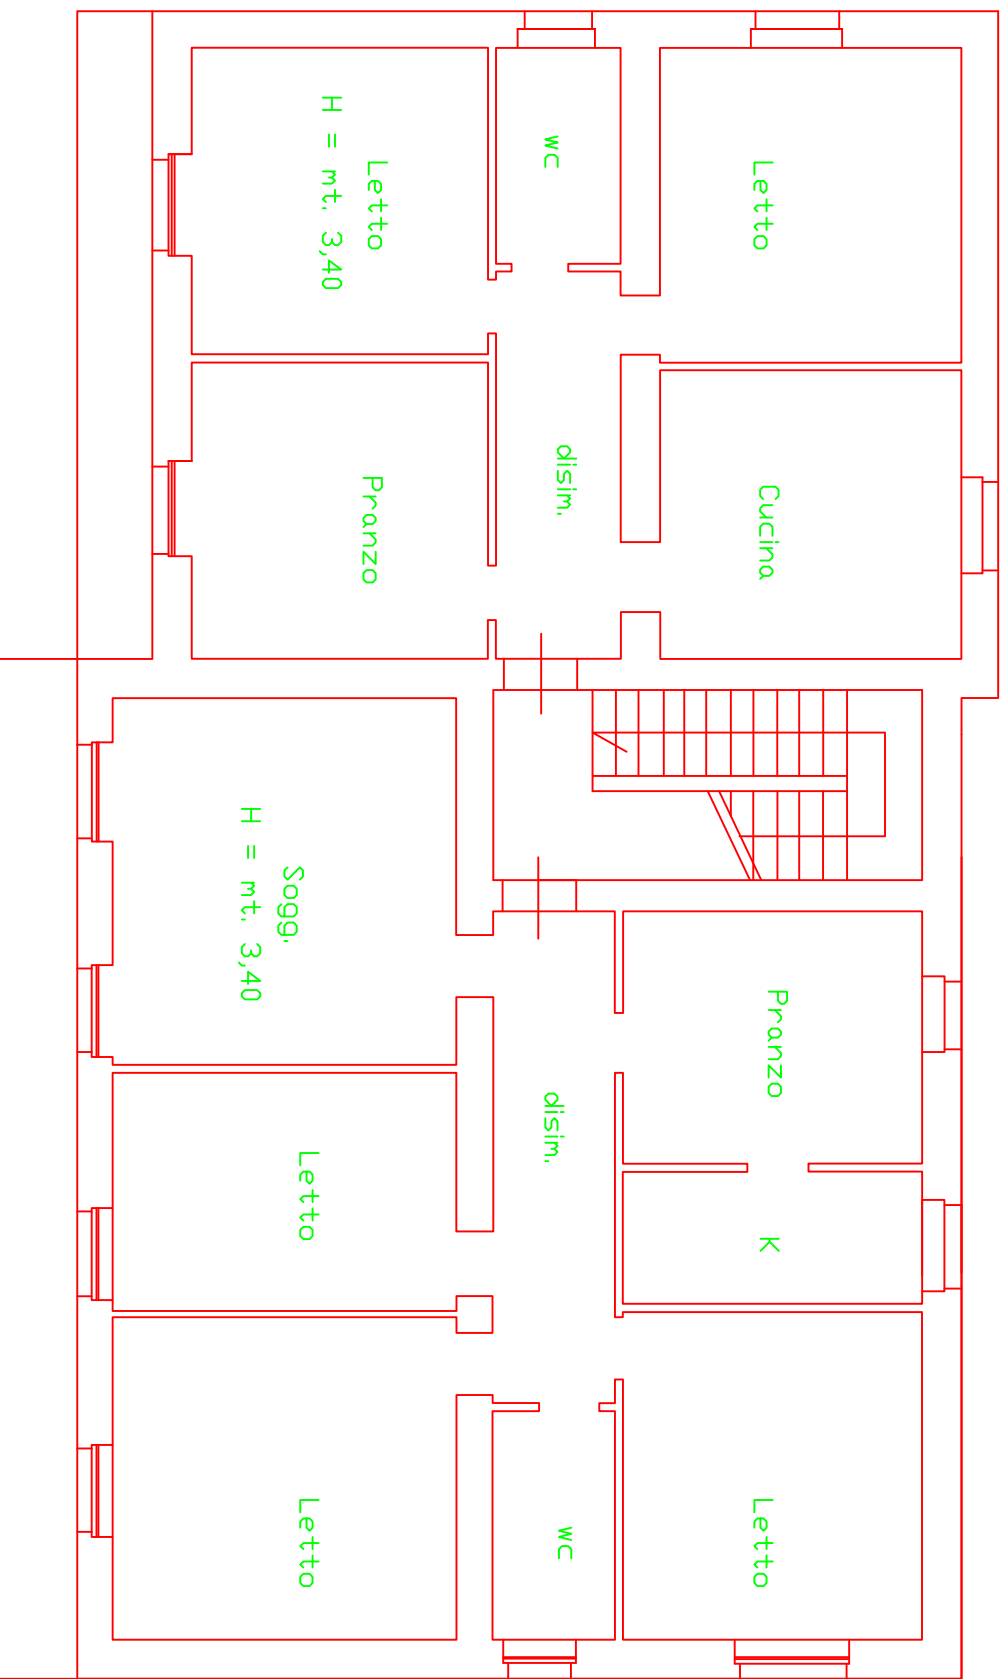 Letto
Cucina
wc
disim.
Letto
H = mt. 3,40
Pranzo
Pranzo
K
Letto
disim.
wc
Sogg.
H = mt. 3,40
Letto
Letto